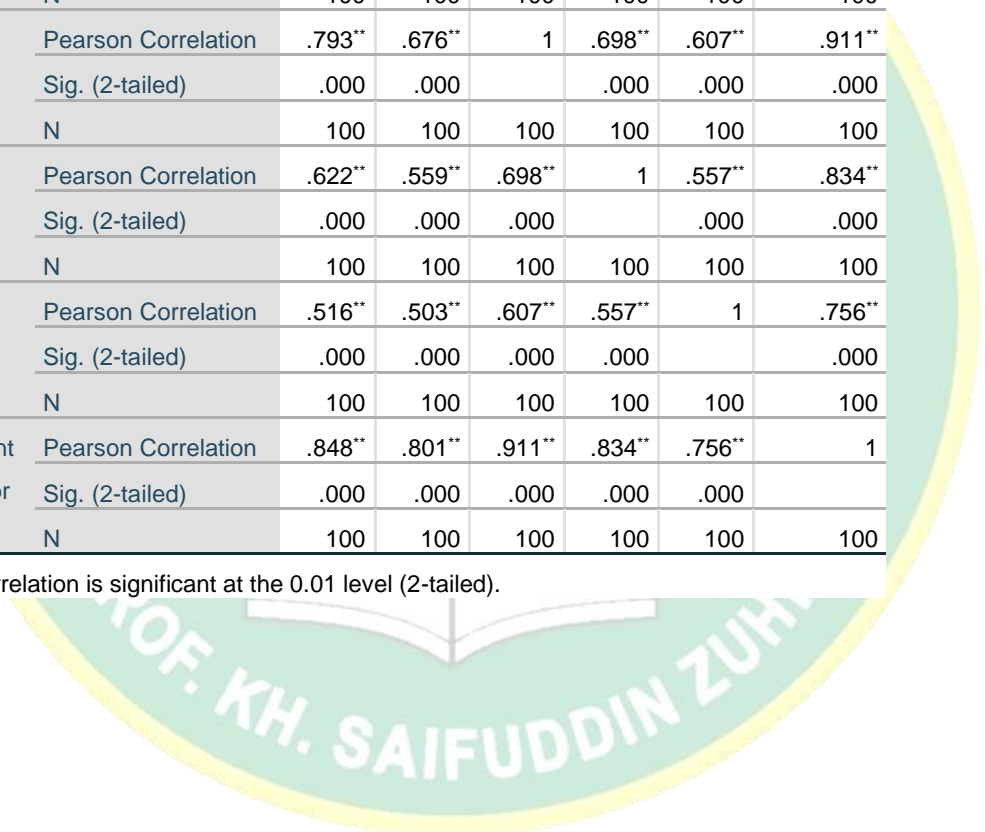 Pearson Correlation .793** .676** 1 .698** .607** .911**
Sig. (2-tailed) .000 .000 .000 .000 .000
N 100 100 100 100 100 100
Pearson Correlation .622** .559** .698** 1 .557** .834**
Sig. (2-tailed) .000 .000 .000 .000 .000
N 100 100 100 100 100 100
Pearson Correlation .516** .503** .607** .557** 1 .756**
Sig. (2-tailed) .000 .000 .000 .000 .000
N 100 100 100 100 100 100
Pearson Correlation .848** .801** .911** .834** .756** 1
Sig. (2-tailed) .000 .000 .000 .000 .000
N 100 100 100 100 100 100
is significant at the 0.01 level (2-tailed).
KH. SAIFUDDIN